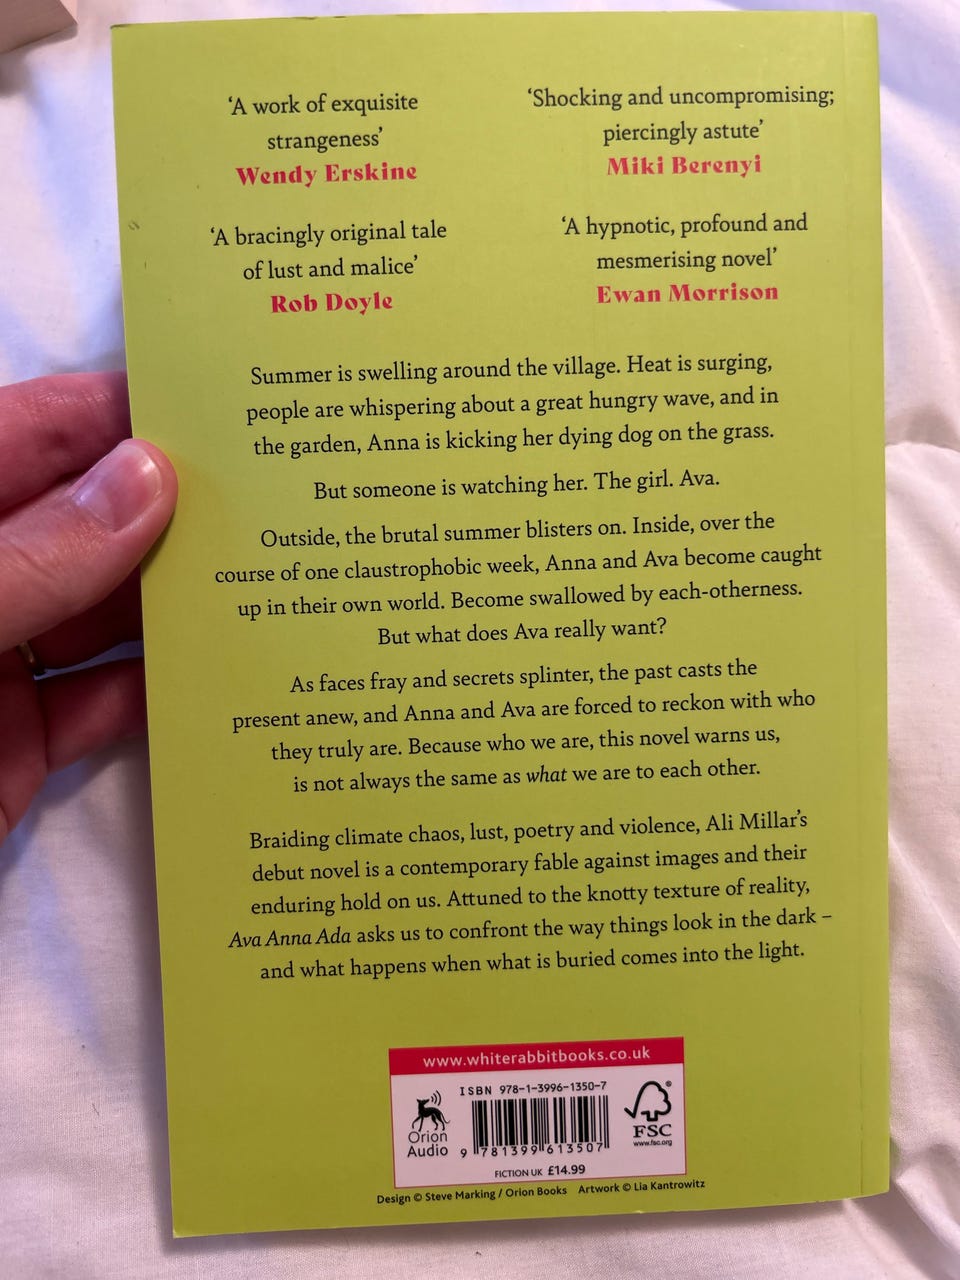 ‘A work of exquisite
strangeness’
Wendy Erskine
‘Shocking and uncompromising;
piercingly astute’
Miki Berenyi
‘A bracingly original tale
of lust and malice’
Rob Doyle
‘A hypnotic, profound and
mesmerising novel’
Ewan Morrison
Summer is swelling around the village. Heat is surging,
people are whispering about a great hungry wave, and in
the garden, Anna is kicking her dying dog on the grass.
But someone is watching her. The girl. Ava.
Outside, the brutal summer blisters on. Inside, over the
course of one claustrophobic week, Anna and Ava become caught
up in their own world. Become swallowed by each-otherness.
But what does Ava really want?
As faces fray and secrets splinter, the past casts the
present anew, and Anna and Ava are forced to reckon with who
they truly are. Because who we are, this novel warns us,
is not always the same as what we are to each other.
Braiding climate chaos, lust, poetry and violence, Ali Millar’s
debut novel is a contemporary fable against images and their
enduring hold on us. Attuned to the knotty texture of reality,
Ava Anna Ada asks us to confront the way things look in the dark –
and what happens when what is buried comes into the light.
www.whiterabbitbooks.co.uk
ISBN 978-1-3996-1350-7
Orion
Audio
9 781399 613507
FSC
www.fsc.org
FICTION UK £14.99
Design © Steve Marking / Orion Books Artwork © Lia Kantrowitz